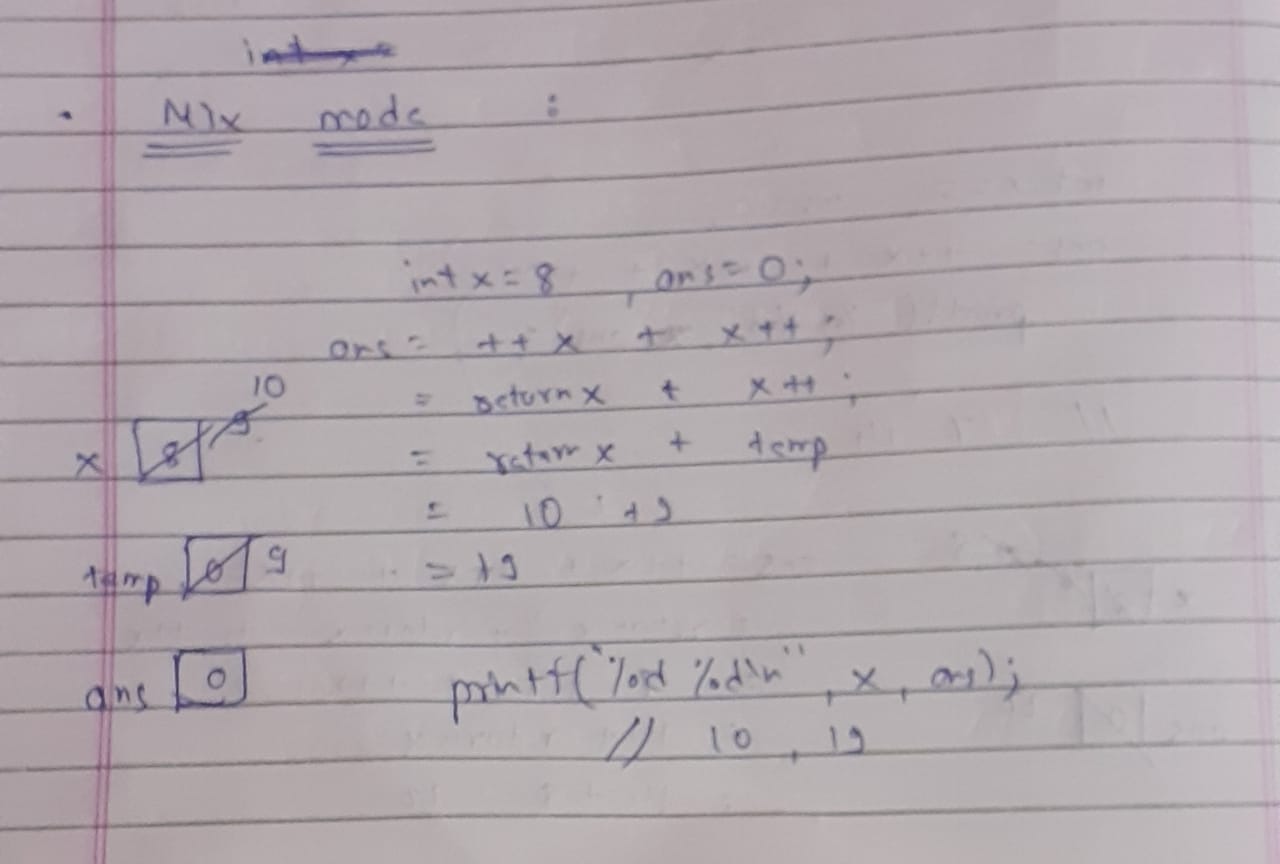 int x
• Mix mode :
int x = 8 , ans = 0;
ans = ++ x + x ++ ;
10
= return x + x ++ ;
x 8 9
= return x + temp
= 10 + 9
temp 0 9 = 19
ans 0 printf("%d %d\n" , x, ans);
// 10 , 19